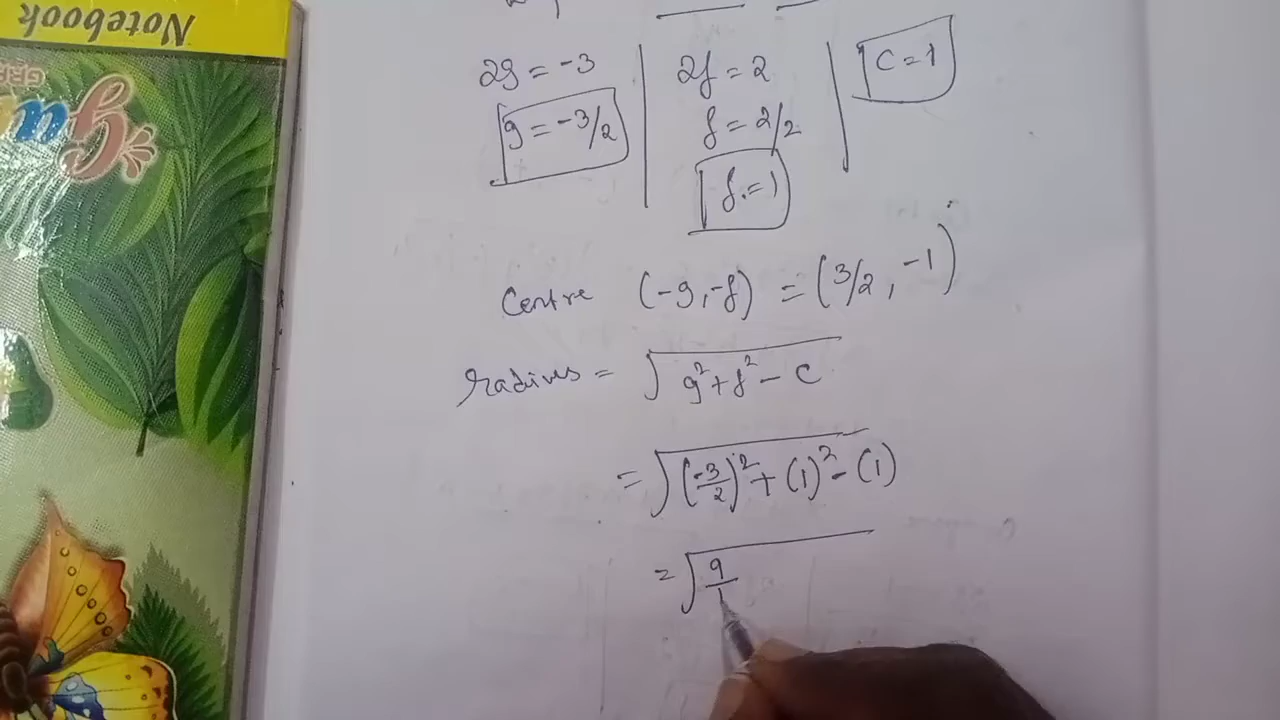 Notebook
2g = -3 | 2f = 2 | c = 1
g = -3/2 | f = 2/2
f = 1
Centre (-g, -f) = (3/2, -1)
radius = √g²+f²-c
= √(-3/2)² + (1)² - (1)
= √9